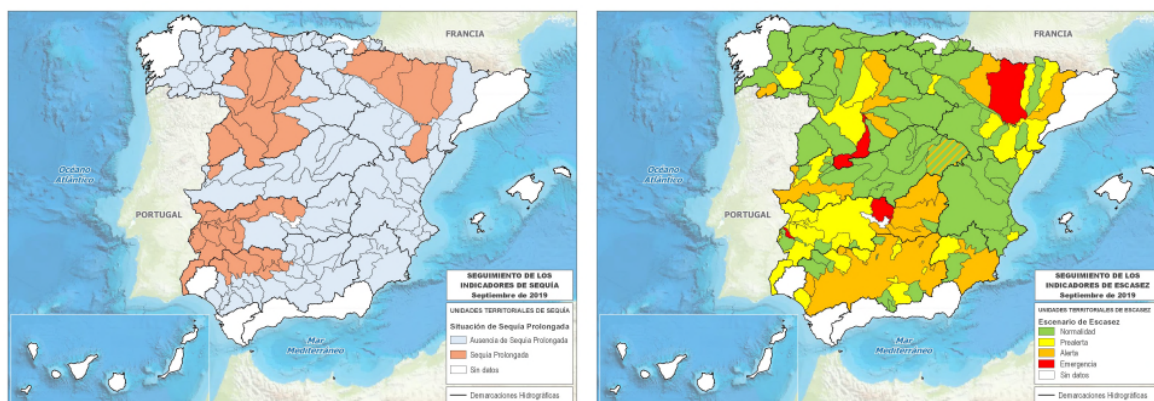 FRANCIA
Océano
Atlántico
PORTUGAL
Mar
Mediterráneo
SEGUIMIENTO DE LOS
INDICADORES DE SEQUÍA
Septiembre de 2019
UNIDADES TERRITORIALES DE SEQUÍA
Situación de Sequía Prolongada
Ausencia de Sequía Prolongada
Sequía Prolongada
Sin datos
Demarcaciones Hidrográficas
FRANCIA
Océano
Atlántico
PORTUGAL
Mar
Mediterráneo
SEGUIMIENTO DE LOS
INDICADORES DE ESCASEZ
Septiembre de 2019
UNIDADES TERRITORIALES DE ESCASEZ
Escenario de Escasez
Normalidad
Prealerta
Alerta
Emergencia
Sin datos
Demarcaciones Hidrográficas